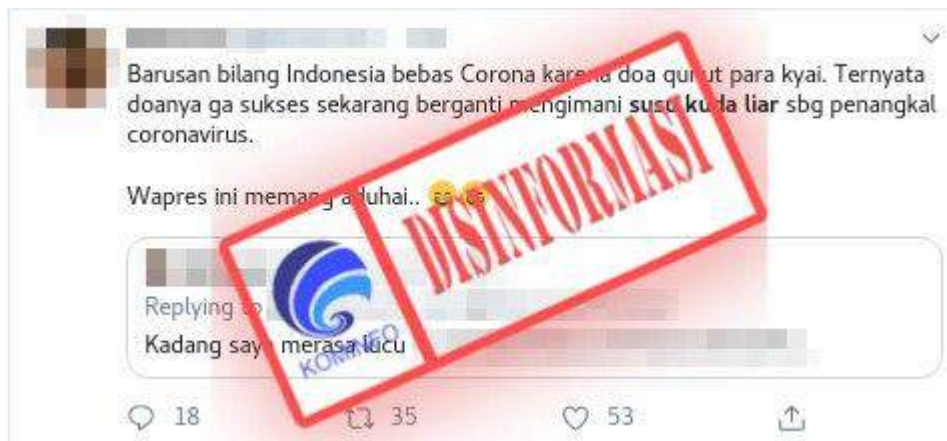 Barusan bilang Indonesia bebas Corona karena doa qunut para kyai. Ternyata
doanya ga sukses sekarang berganti mengimani susu kuda liar sbg penangkal
coronavirus.
Wapres ini memang aduhai..
DISINFORMASI
Replying to
Kadang saya merasa lucu
KOMINFO
18
35
53